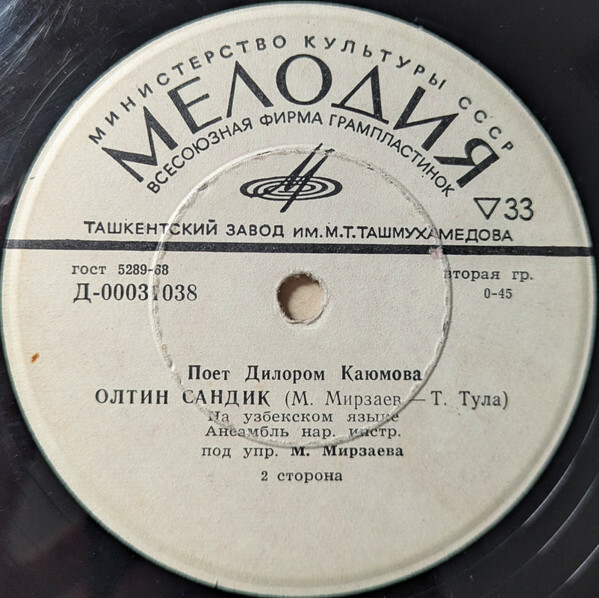 МИНИСТЕРСТВО КУЛЬТУРЫ СССР
МЕЛОДИЯ
ВСЕСОЮЗНАЯ ФИРМА ГРАМПЛАСТИНОК
▽33
ТАШКЕНТСКИЙ ЗАВОД ИМ. М.Т. ТАШМУХАМЕДОВА
гост 5289-68
вторая гр.
Д-00031038
0-45
Поет Дилором Каюмова
ОЛТИН САНДИК (М. Мирзаев — Т. Тула)
На узбекском языке
Ансамбль нар. инстр.
под упр. М. Мирзаева
2 сторона